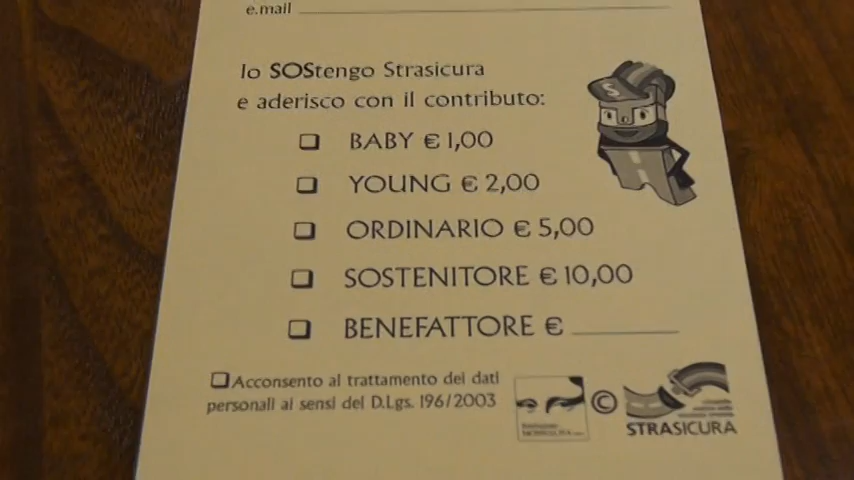 e.mail
Io SOStengo Strasicura
e aderisco con il contributo:
BABY € 1,00
YOUNG € 2,00
ORDINARIO € 5,00
SOSTENITORE € 10,00
BENEFATTORE €
Acconsento al trattamento dei dati
personali ai sensi del D.Lgs. 196/2003
©
STRASICURA
S